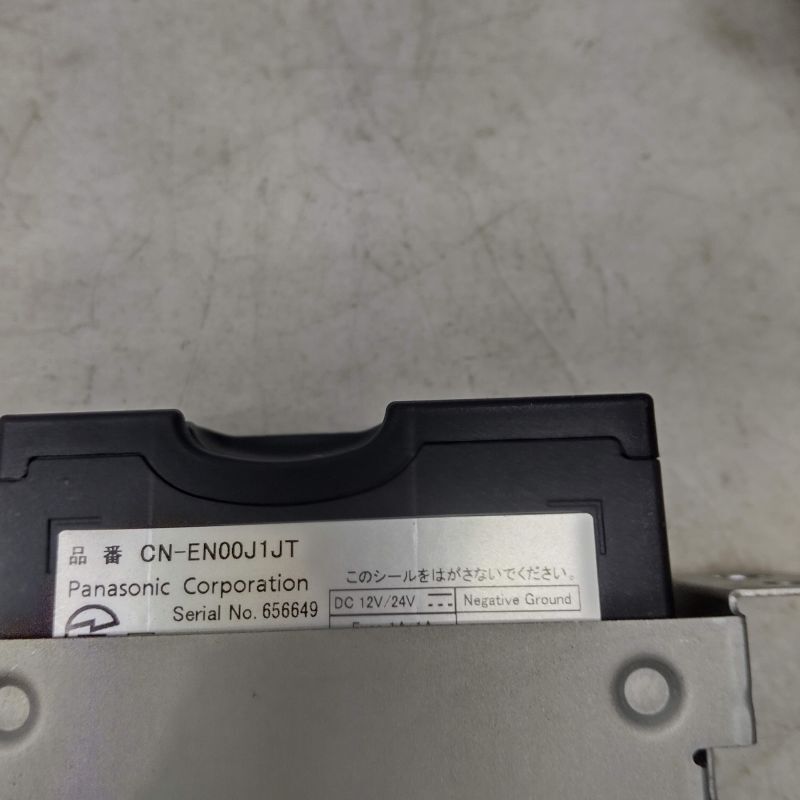 品番 CN-EN00J1JT
Panasonic Corporation
Serial No. 656649
このシールをはがさないでください。
DC 12V/24V
Negative Ground